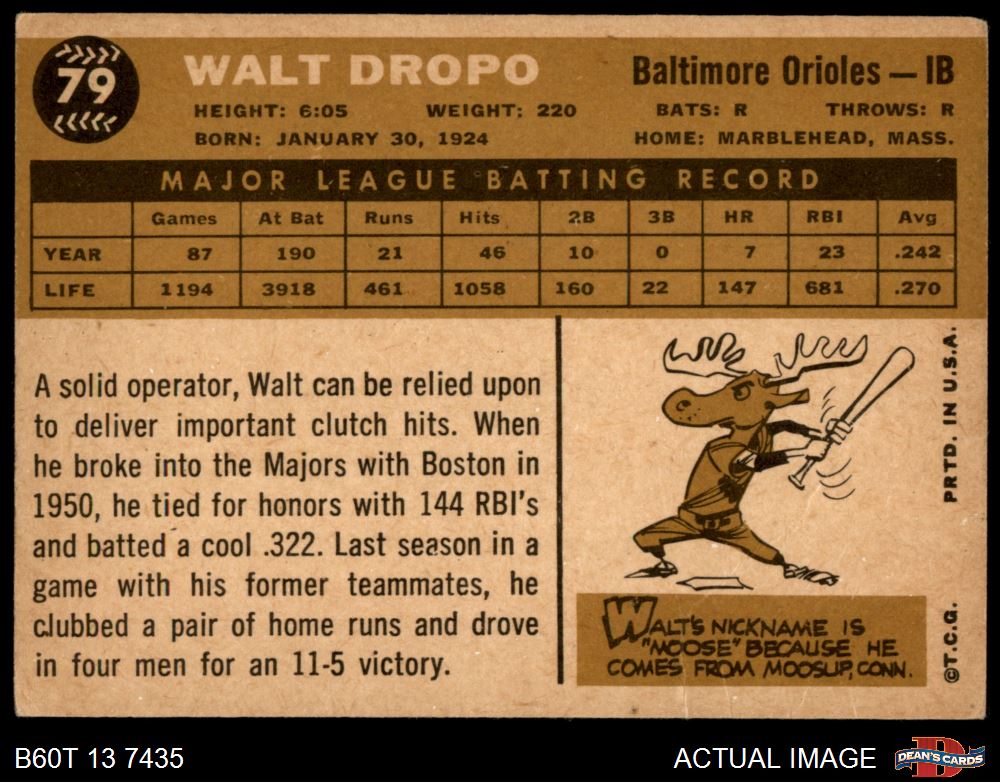 79
WALT DROPO
Baltimore Orioles — 1B
HEIGHT: 6:05 WEIGHT: 220 BATS: R THROWS: R
BORN: JANUARY 30, 1924 HOME: MARBLEHEAD, MASS.
MAJOR LEAGUE BATTING RECORD
Games At Bat Runs Hits 2B 3B HR RBI Avg
YEAR 87 190 21 46 10 0 7 23 .242
LIFE 1194 3918 461 1058 160 22 147 681 .270
A solid operator, Walt can be relied upon
to deliver important clutch hits. When
he broke into the Majors with Boston in
1950, he tied for honors with 144 RBI's
and batted a cool .322. Last season in a
game with his former teammates, he
clubbed a pair of home runs and drove
in four men for an 11-5 victory.
WALT'S NICKNAME IS
"MOOSE" BECAUSE HE
COMES FROM MOOSUP, CONN.
©T.C.G. PRTD. IN U.S.A.
B60T 13 7435 ACTUAL IMAGE
D
DEAN'S CARDS